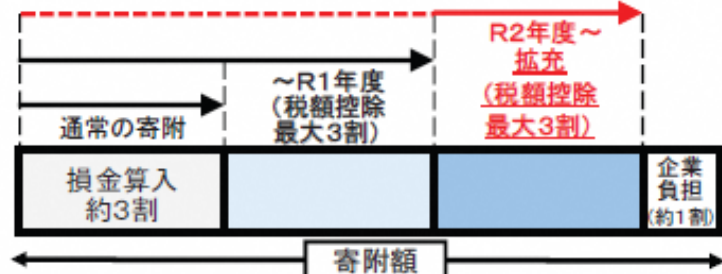 R2年度~
拡充
(税額控除
最大3割)
~R1年度
(税額控除
最大3割)
通常の寄附
損金算入
約3割
企業
負担
(約1割)
寄附額